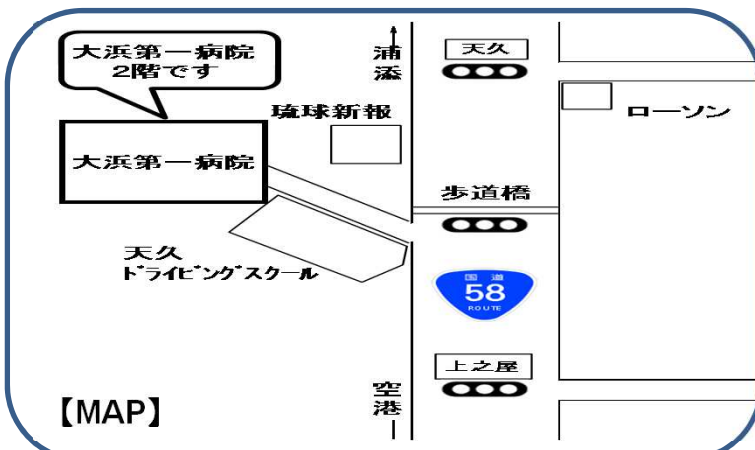 大浜第一病院
2階です
浦添
天久
琉球新報
ローソン
大浜第一病院
歩道橋
天久
ドライビングスクール
国道
58
ROUTE
上之屋
空港
【MAP】